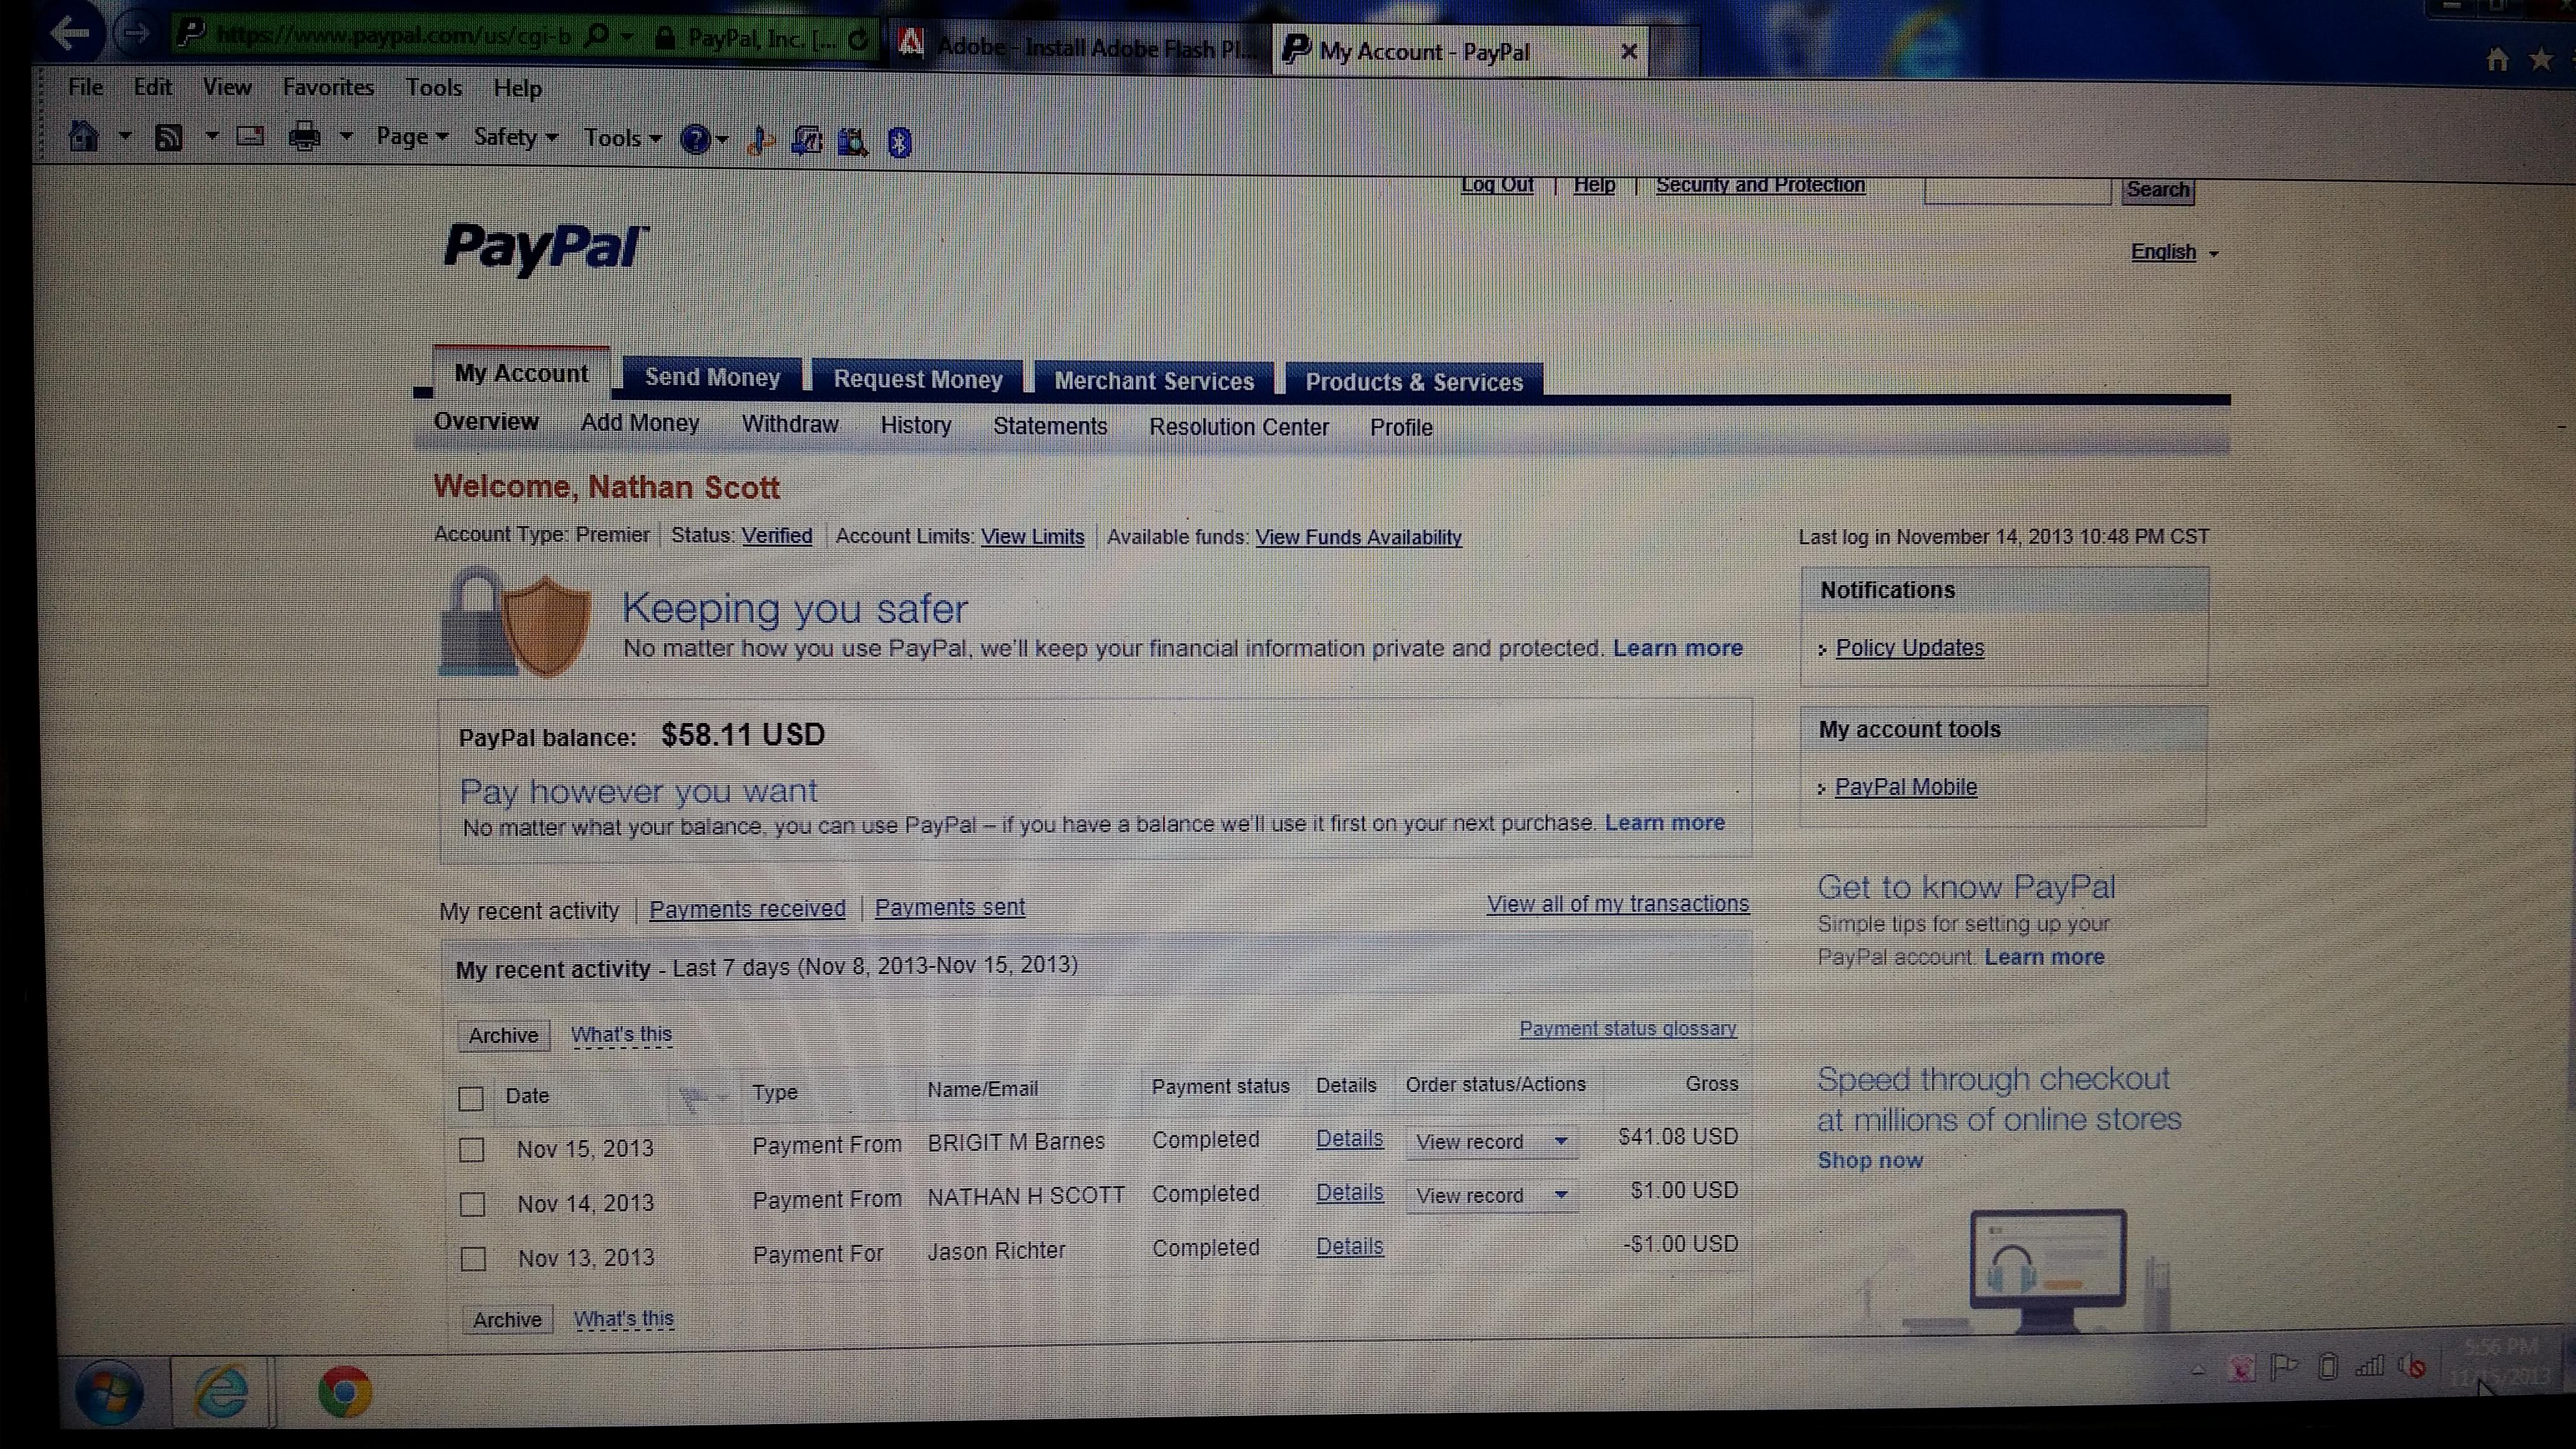 https://www.paypal.com/us/cgi-b PayPal, Inc. [... Adobe - Install Adobe Flash Pl... My Account - PayPal
File Edit View Favorites Tools Help
Page Safety Tools
Log Out | Help | Security and Protection Search
PayPal™
English
My Account Send Money Request Money Merchant Services Products & Services
Overview Add Money Withdraw History Statements Resolution Center Profile
Welcome, Nathan Scott
Account Type: Premier | Status: Verified | Account Limits: View Limits | Available funds: View Funds Availability
Last log in November 14, 2013 10:48 PM CST
Keeping you safer
No matter how you use PayPal, we'll keep your financial information private and protected. Learn more
Notifications
Policy Updates
PayPal balance: $58.11 USD
Pay however you want
No matter what your balance, you can use PayPal – if you have a balance we'll use it first on your next purchase. Learn more
My account tools
PayPal Mobile
My recent activity | Payments received | Payments sent View all of my transactions
My recent activity - Last 7 days (Nov 8, 2013-Nov 15, 2013)
Archive What's this Payment status glossary
Date Type Name/Email Payment status Details Order status/Actions Gross
Nov 15, 2013 Payment From BRIGIT M Barnes Completed Details View record $41.08 USD
Nov 14, 2013 Payment From NATHAN H SCOTT Completed Details View record $1.00 USD
Nov 13, 2013 Payment For Jason Richter Completed Details -$1.00 USD
Archive What's this
Get to know PayPal
Simple tips for setting up your
PayPal account. Learn more
Speed through checkout
at millions of online stores
Shop now
5:56 PM
11/15/2013